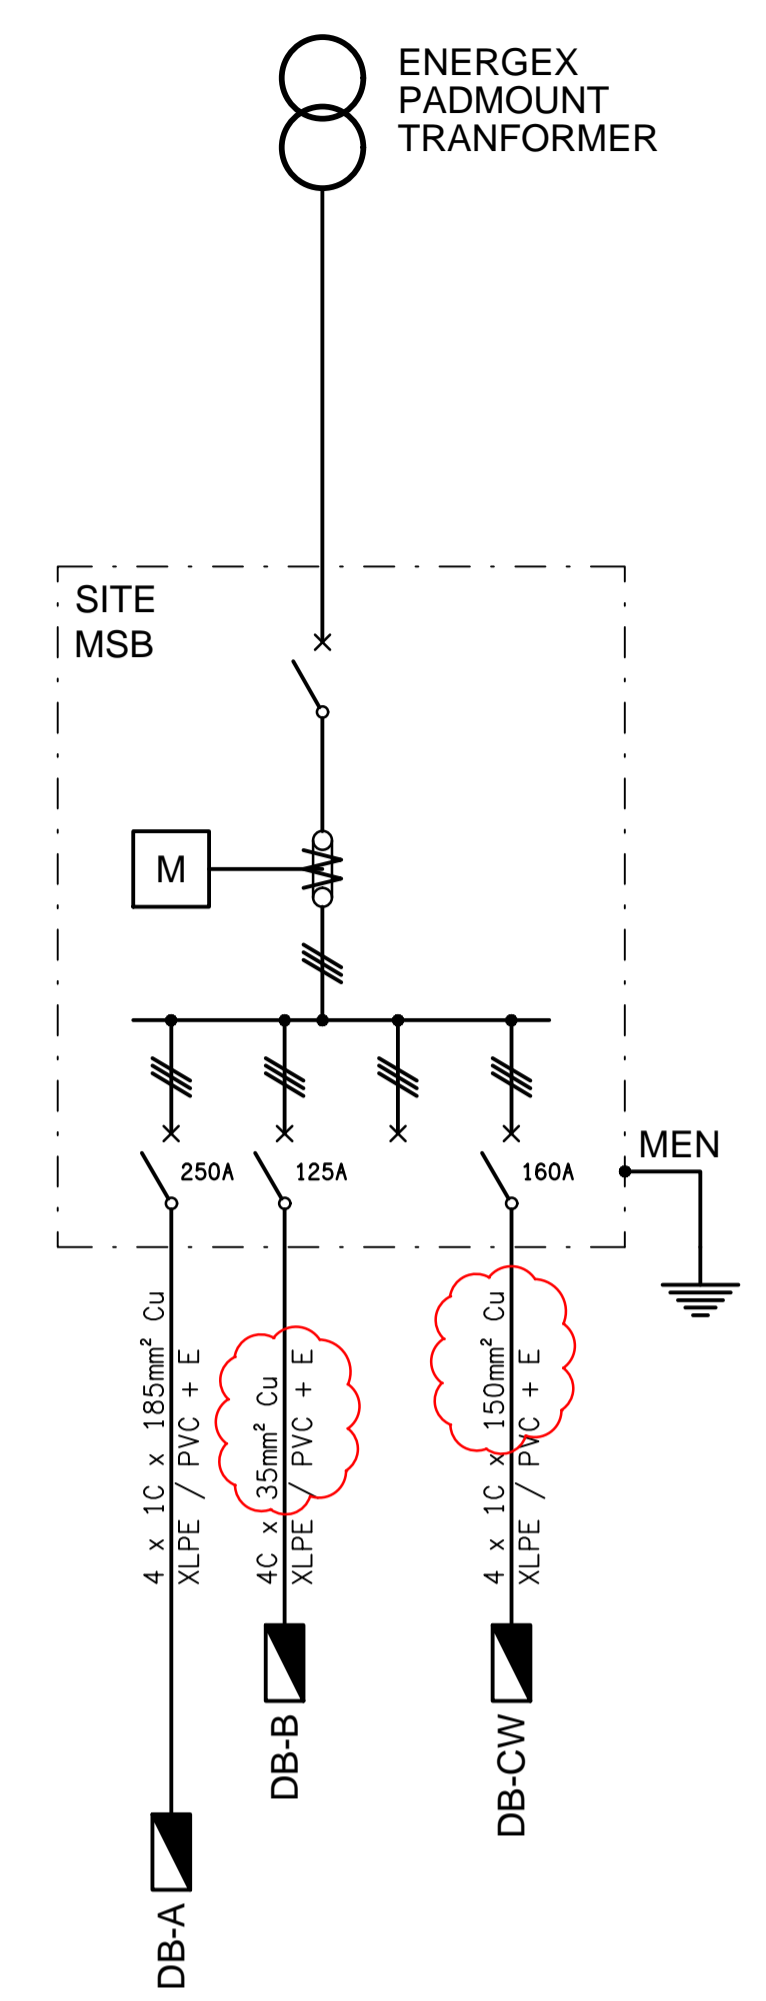 ENERGEX
PADMOUNT
TRANFORMER
SITE
MSB
M
MEN
250A
125A
160A
4 x 1C x 185mm² Cu
XLPE / PVC + E
4C x 35mm² Cu
XLPE / PVC + E
4 x 1C x 150mm² Cu
XLPE / PVC + E
DB-A
DB-B
DB-CW